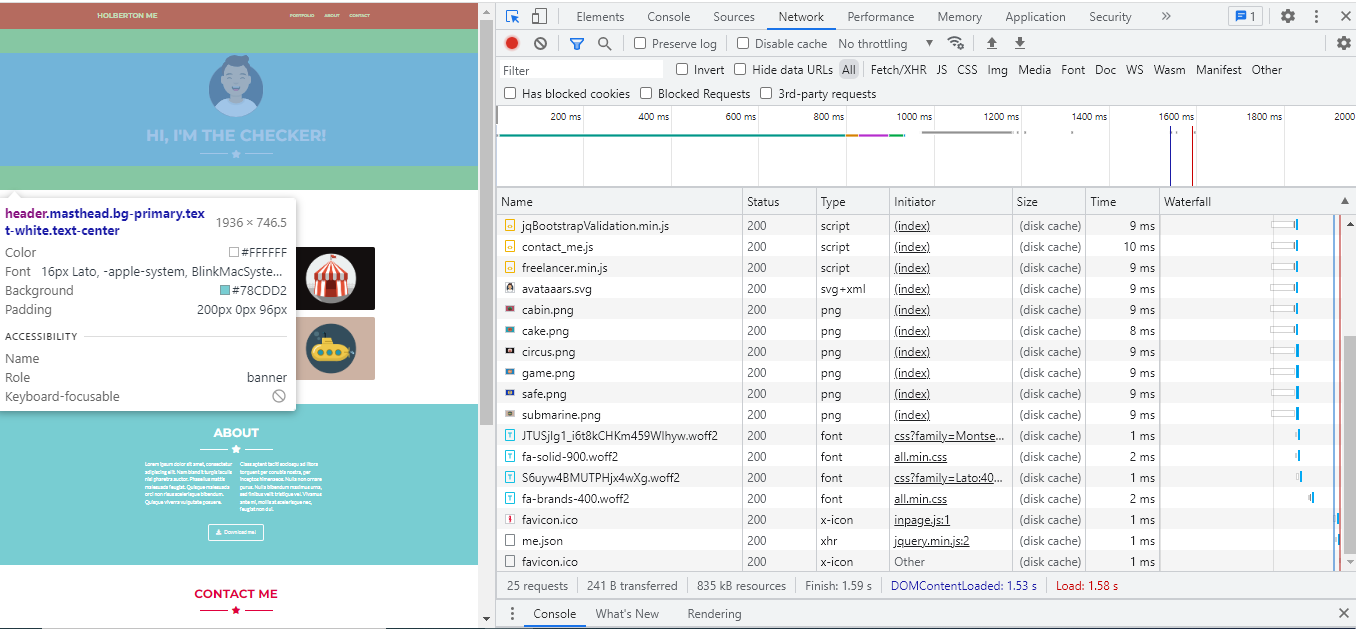 HOLBERTON ME
PORTFOLIO ABOUT CONTACT
HI, I'M THE CHECKER!
header.masthead.bg-primary.tex
t-white.text-center
1936 × 746.5
Color #FFFFFF
Font 16px Lato, -apple-system, BlinkMacSyste...
Background #78CDD2
Padding 200px 0px 96px
ACCESSIBILITY
Name
Role banner
Keyboard-focusable
ABOUT
Download me!
CONTACT ME
Elements Console Sources Network Performance Memory Application Security » 1
Preserve log Disable cache No throttling
Filter Invert Hide data URLs All Fetch/XHR JS CSS Img Media Font Doc WS Wasm Manifest Other
Has blocked cookies Blocked Requests 3rd-party requests
200 ms 400 ms 600 ms 800 ms 1000 ms 1200 ms 1400 ms 1600 ms 1800 ms 2000
Name Status Type Initiator Size Time Waterfall
jqBootstrapValidation.min.js 200 script (index) (disk cache) 9 ms
contact_me.js 200 script (index) (disk cache) 10 ms
freelancer.min.js 200 script (index) (disk cache) 9 ms
avataaars.svg 200 svg+xml (index) (disk cache) 9 ms
cabin.png 200 png (index) (disk cache) 9 ms
cake.png 200 png (index) (disk cache) 8 ms
circus.png 200 png (index) (disk cache) 9 ms
game.png 200 png (index) (disk cache) 9 ms
safe.png 200 png (index) (disk cache) 9 ms
submarine.png 200 png (index) (disk cache) 9 ms
JTUSjIg1_i6t8kCHKm459Wlhyw.woff2 200 font css?family=Montse... (disk cache) 1 ms
fa-solid-900.woff2 200 font all.min.css (disk cache) 2 ms
S6uyw4BMUTPHjx4wXg.woff2 200 font css?family=Lato:40... (disk cache) 1 ms
fa-brands-400.woff2 200 font all.min.css (disk cache) 2 ms
favicon.ico 200 x-icon inpage.js:1 (disk cache) 1 ms
me.json 200 xhr jquery.min.js:2 (disk cache) 1 ms
favicon.ico 200 x-icon Other (disk cache) 1 ms
25 requests 241 B transferred 835 kB resources Finish: 1.59 s DOMContentLoaded: 1.53 s Load: 1.58 s
Console What's New Rendering